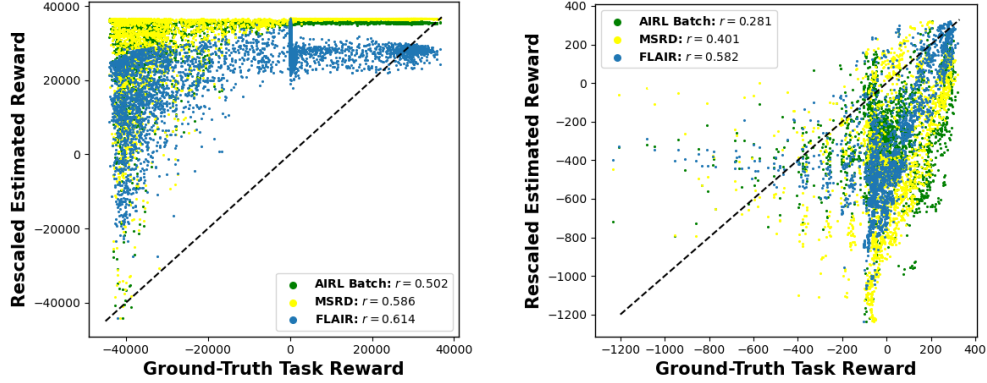 40000
20000
0
−20000
−40000
Rescaled Estimated Reward
AIRL Batch: r = 0.502
MSRD: r = 0.586
FLAIR: r = 0.614
−40000 −20000 0 20000 40000
Ground-Truth Task Reward
400
200
0
−200
−400
−600
−800
−1000
−1200
Rescaled Estimated Reward
AIRL Batch: r = 0.281
MSRD: r = 0.401
FLAIR: r = 0.582
−1200 −1000 −800 −600 −400 −200 0 200 400
Ground-Truth Task Reward